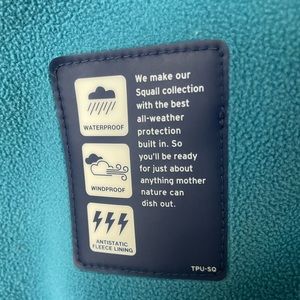 We make our
Squall collection
with the best
all-weather
protection
built in. So
you'll be ready
for just about
anything mother
nature can
dish out.
WATERPROOF
WINDPROOF
ANTISTATIC
FLEECE LINING
TPU-SQ